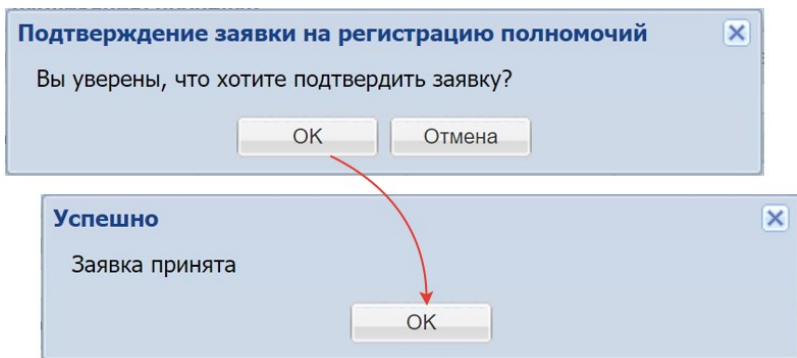 Подтверждение заявки на регистрацию полномочий
Вы уверены, что хотите подтвердить заявку?
OK Отмена
Успешно
Заявка принята
OK